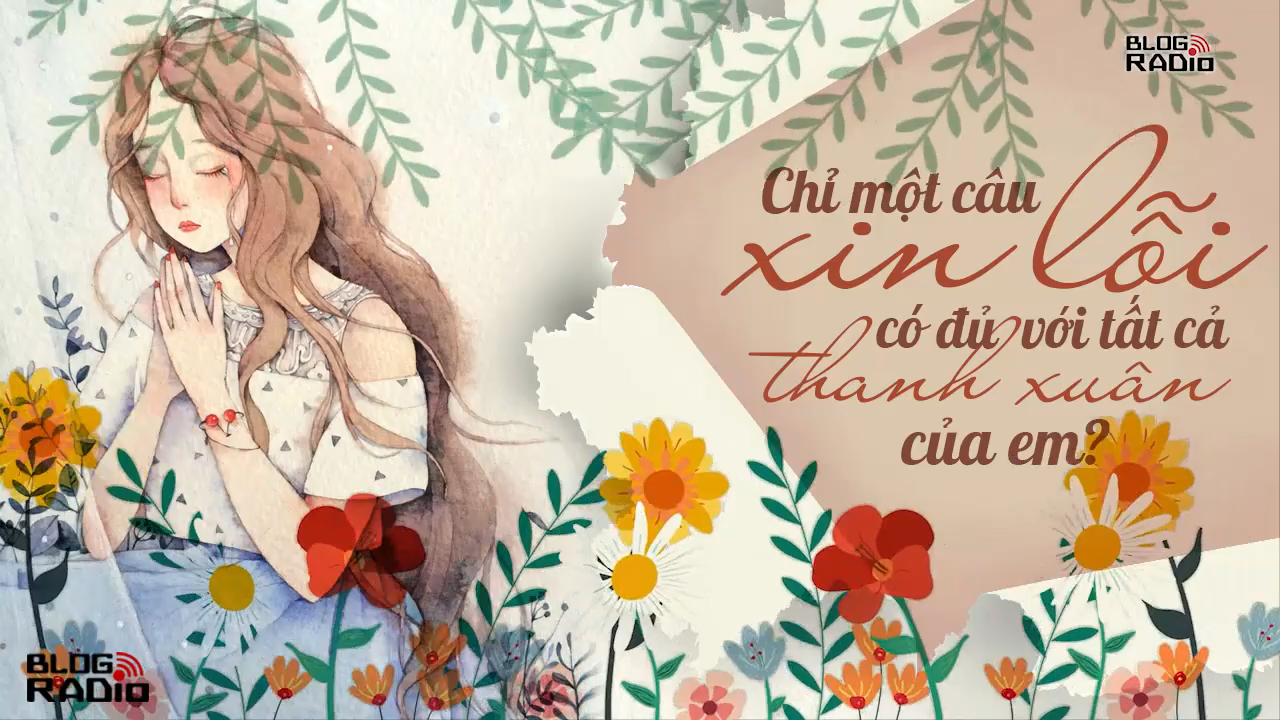 BLOG
RADIO
Chỉ một câu
xin lỗi
có đủ với tất cả
thanh xuân
của em?
BLOG
RADIO